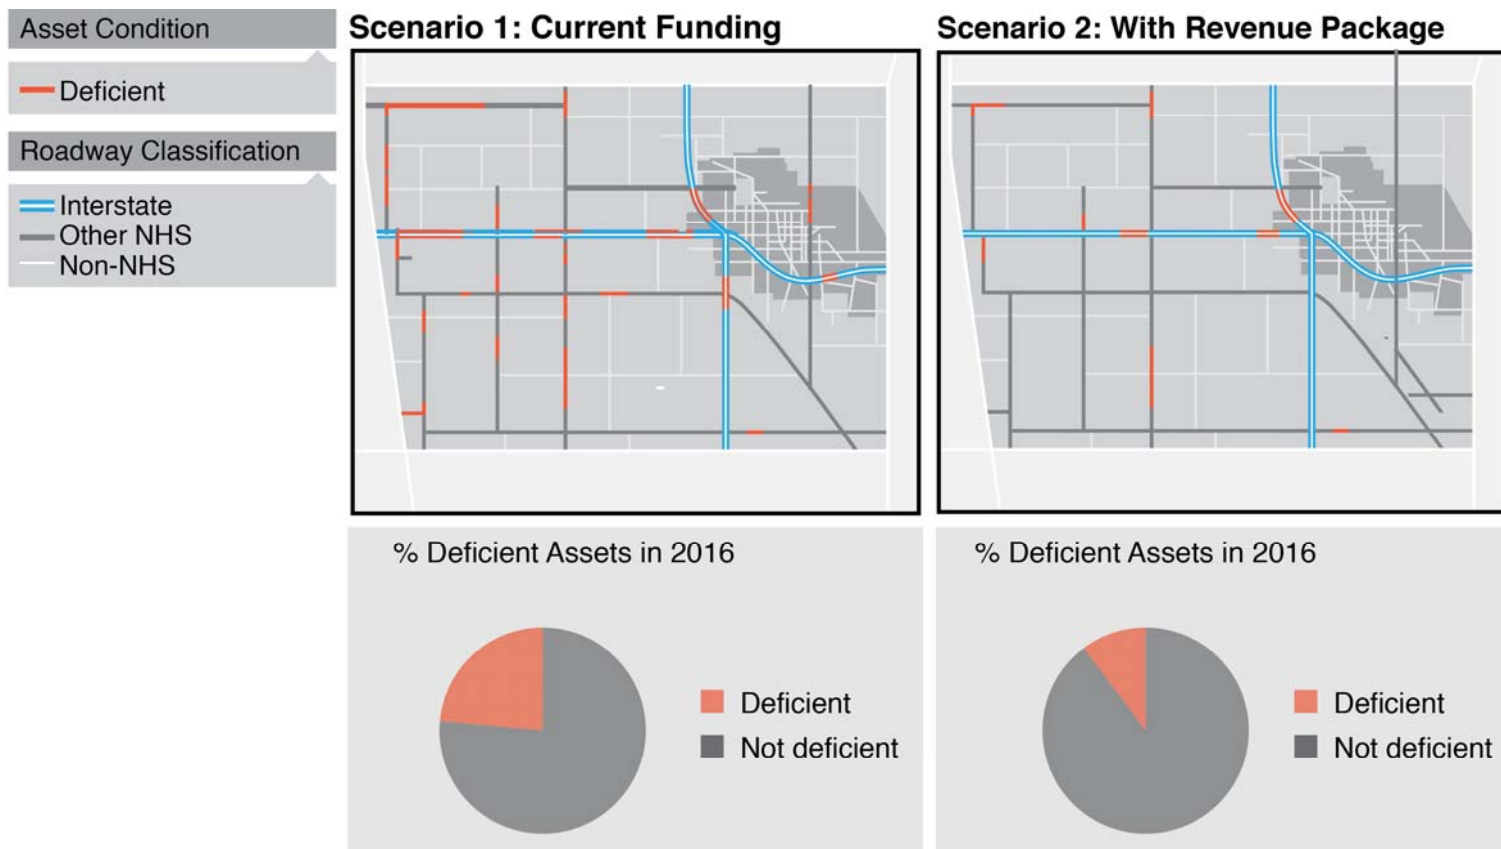 Asset Condition
Deficient
Roadway Classification
Interstate
Other NHS
Non-NHS
Scenario 1: Current Funding
% Deficient Assets in 2016
Deficient
Not deficient
Scenario 2: With Revenue Package
% Deficient Assets in 2016
Deficient
Not deficient